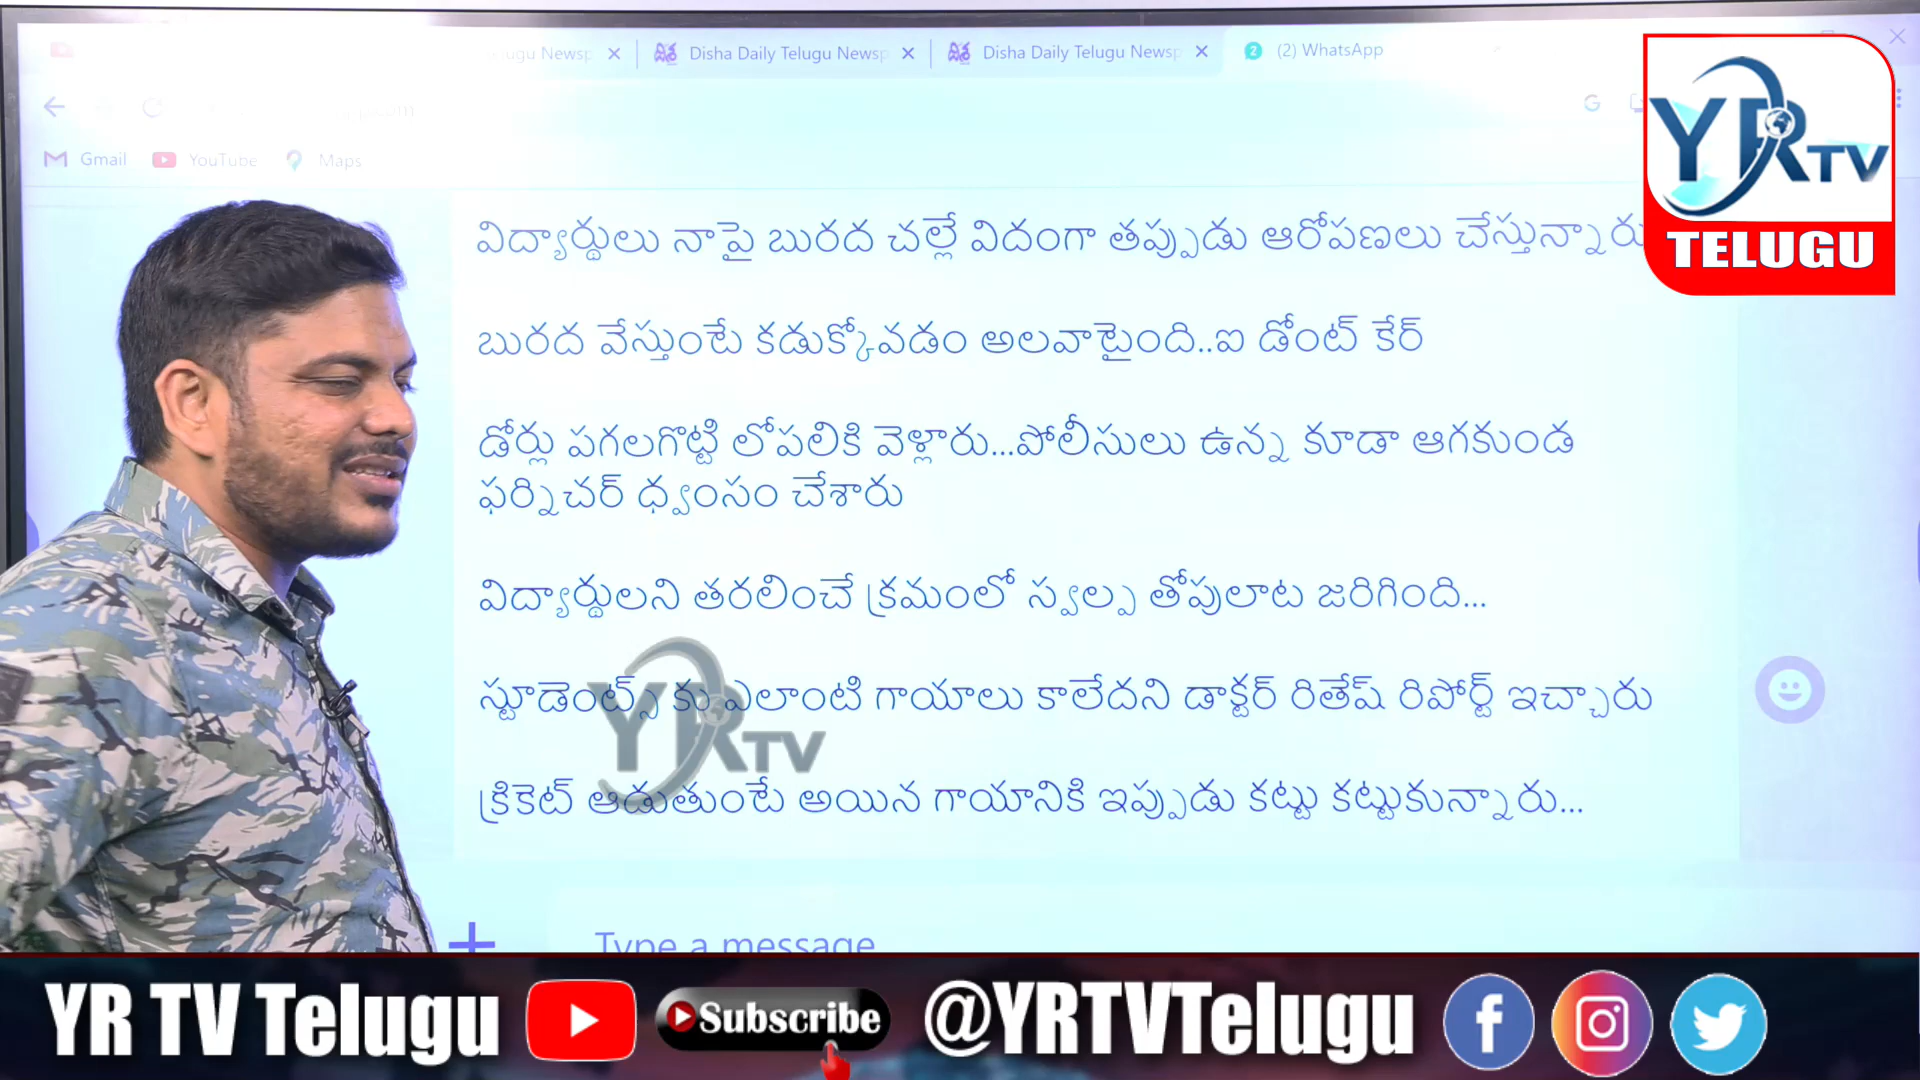 Disha Daily Telugu Newsp
Disha Daily Telugu Newsp
(2) WhatsApp
Gmail YouTube Maps
YR TV
TELUGU
విద్యార్థులు నాపై బురద చల్లే విదంగా తప్పుడు ఆరోపణలు చేస్తున్నారు
బురద వేస్తుంటే కడుక్కోవడం అలవాటైంది..ఐ డోంట్ కేర్
డోర్లు పగలగొట్టి లోపలికి వెళ్లారు...పోలీసులు ఉన్న కూడా ఆగకుండ
ఫర్నిచర్ ధ్వంసం చేశారు
విద్యార్థులని తరలించే క్రమంలో స్వల్ప తోపులాట జరిగింది...
స్టూడెంట్స్ కు ఎలాంటి గాయాలు కాలేదని డాక్టర్ రితేష్ రిపోర్ట్ ఇచ్చారు
క్రికెట్ ఆడుతుంటే అయిన గాయానికి ఇప్పుడు కట్టు కట్టుకున్నారు...
YR TV
Type a message
YR TV Telugu Subscribe @YRTVTelugu